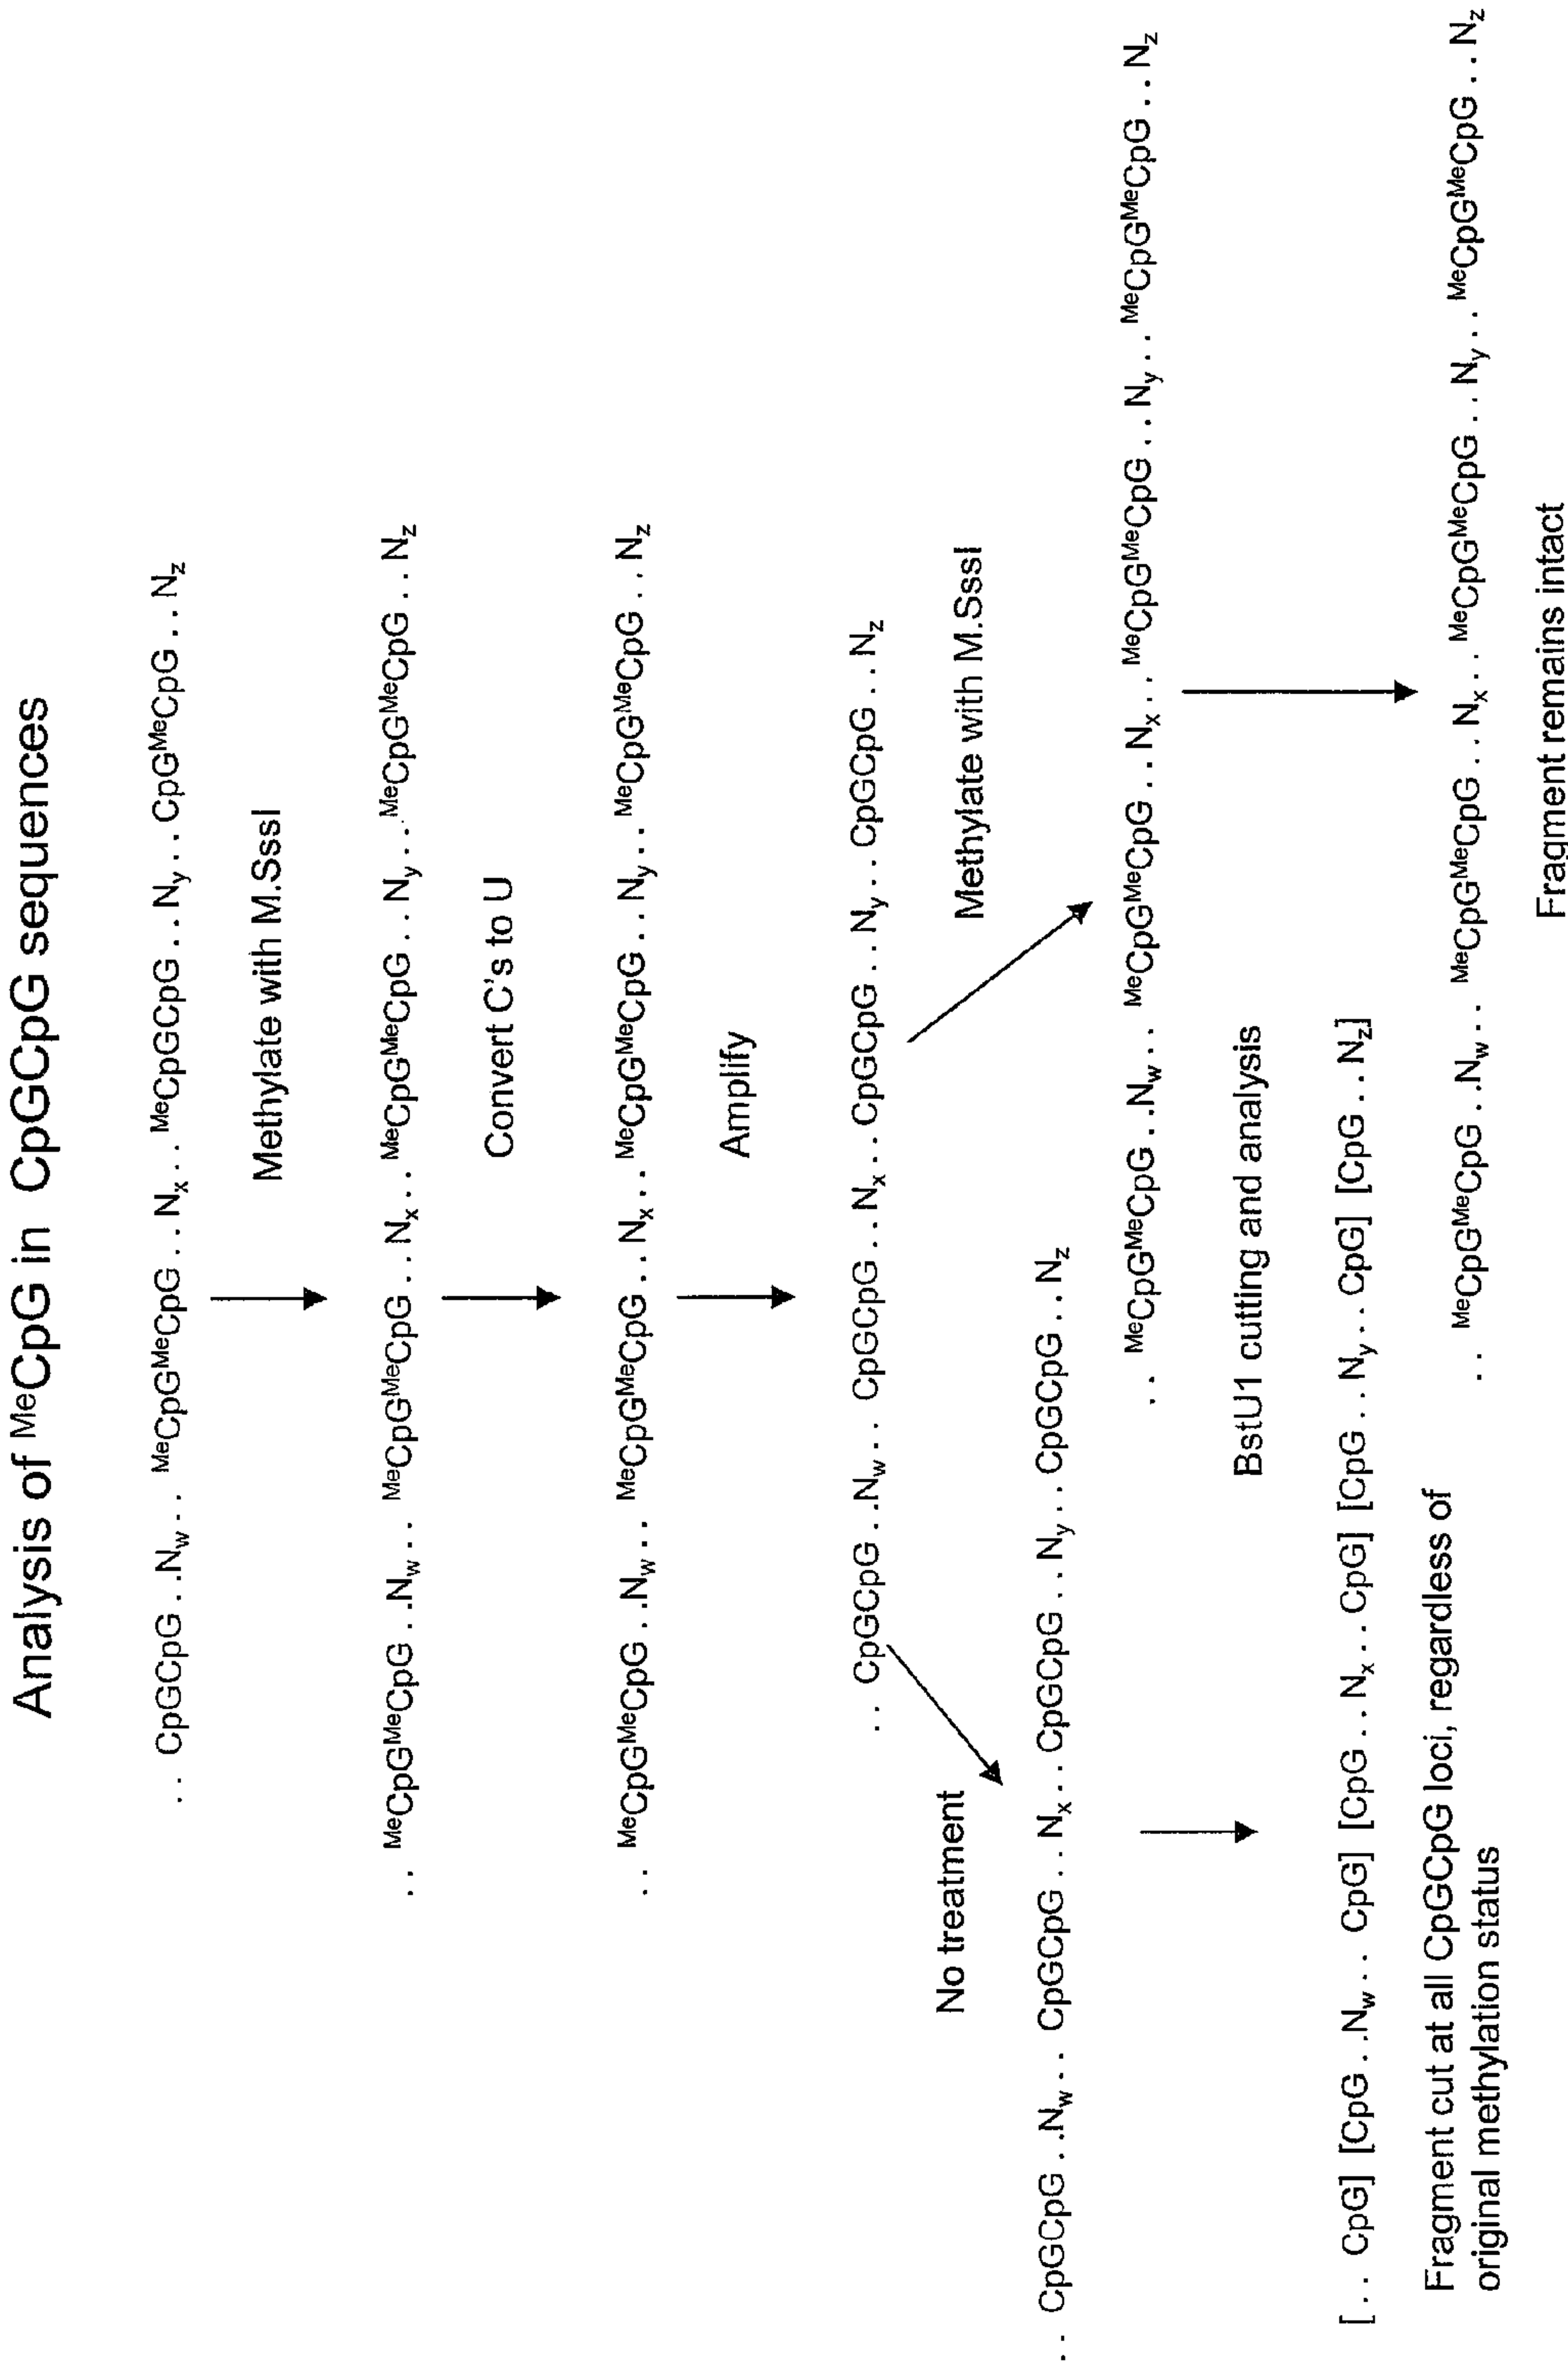 Analysis of MeCpG in CpGCpG sequences
.. CpGCpG ..Nw.. MeCpGMeCpG ..Nx.. MeCpGCpG ..Ny.. CpGMeCpG ..Nz
Methylate with M.SssI
.. MeCpGMeCpG ..Nw.. MeCpGMeCpG ..Nx.. MeCpGMeCpG ..Ny.. MeCpGMeCpG ..Nz
Convert C's to U
.. MeCpGMeCpG ..Nw.. MeCpGMeCpG ..Nx.. MeCpGMeCpG ..Ny.. MeCpGMeCpG ..Nz
Amplify
.. CpGCpG ..Nw.. CpGCpG ..Nx.. CpGCpG ..Ny.. CpGCpG ..Nz
No treatment
Methylate with M.SssI
.. CpGCpG ..Nw.. CpGCpG ..Nx.. CpGCpG ..Ny.. CpGCpG ..Nz
.. MeCpGMeCpG ..Nw.. MeCpGMeCpG ..Nx.. MeCpGMeCpG ..Ny.. MeCpGMeCpG ..Nz
BstU1 cutting and analysis
[.. CpG] [CpG ..Nw.. CpG] [CpG ..Nx.. CpG] [CpG ..Ny.. CpG] [CpG ..Nz]
Fragment cut at all CpGCpG loci, regardless of
original methylation status
.. MeCpGMeCpG ..Nw.. MeCpGMeCpG ..Nx.. MeCpGMeCpG ..Ny.. MeCpGMeCpG ..Nz
Fragment remains intact